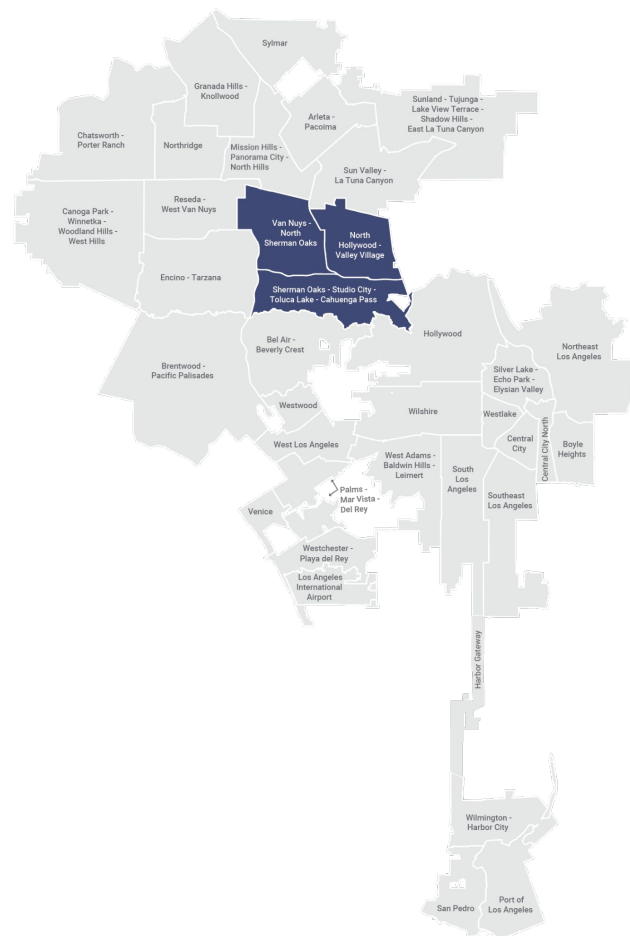 Sylmar
Granada Hills -
Knollwood
Sunland - Tujunga -
Lake View Terrace -
Shadow Hills -
East La Tuna Canyon
Arleta -
Pacoima
Chatsworth -
Porter Ranch
Northridge
Mission Hills -
Panorama City -
North Hills
Sun Valley -
La Tuna Canyon
Reseda -
West Van Nuys
Canoga Park -
Winnetka -
Woodland Hills -
West Hills
Van Nuys -
North
Sherman Oaks
North
Hollywood -
Valley Village
Encino - Tarzana
Sherman Oaks - Studio City -
Toluca Lake - Cahuenga Pass
Hollywood
Bel Air -
Beverly Crest
Northeast
Los Angeles
Brentwood -
Pacific Palisades
Silver Lake -
Echo Park -
Elysian Valley
Westwood
Wilshire
Westlake
Central
City
Central City North
Boyle
Heights
West Los Angeles
West Adams -
Baldwin Hills -
Leimert
South
Los
Angeles
Southeast
Los Angeles
Palms -
Mar Vista -
Del Rey
Venice
Westchester -
Playa del Rey
Los Angeles
International
Airport
Harbor Gateway
Wilmington -
Harbor City
San Pedro
Port of
Los Angeles